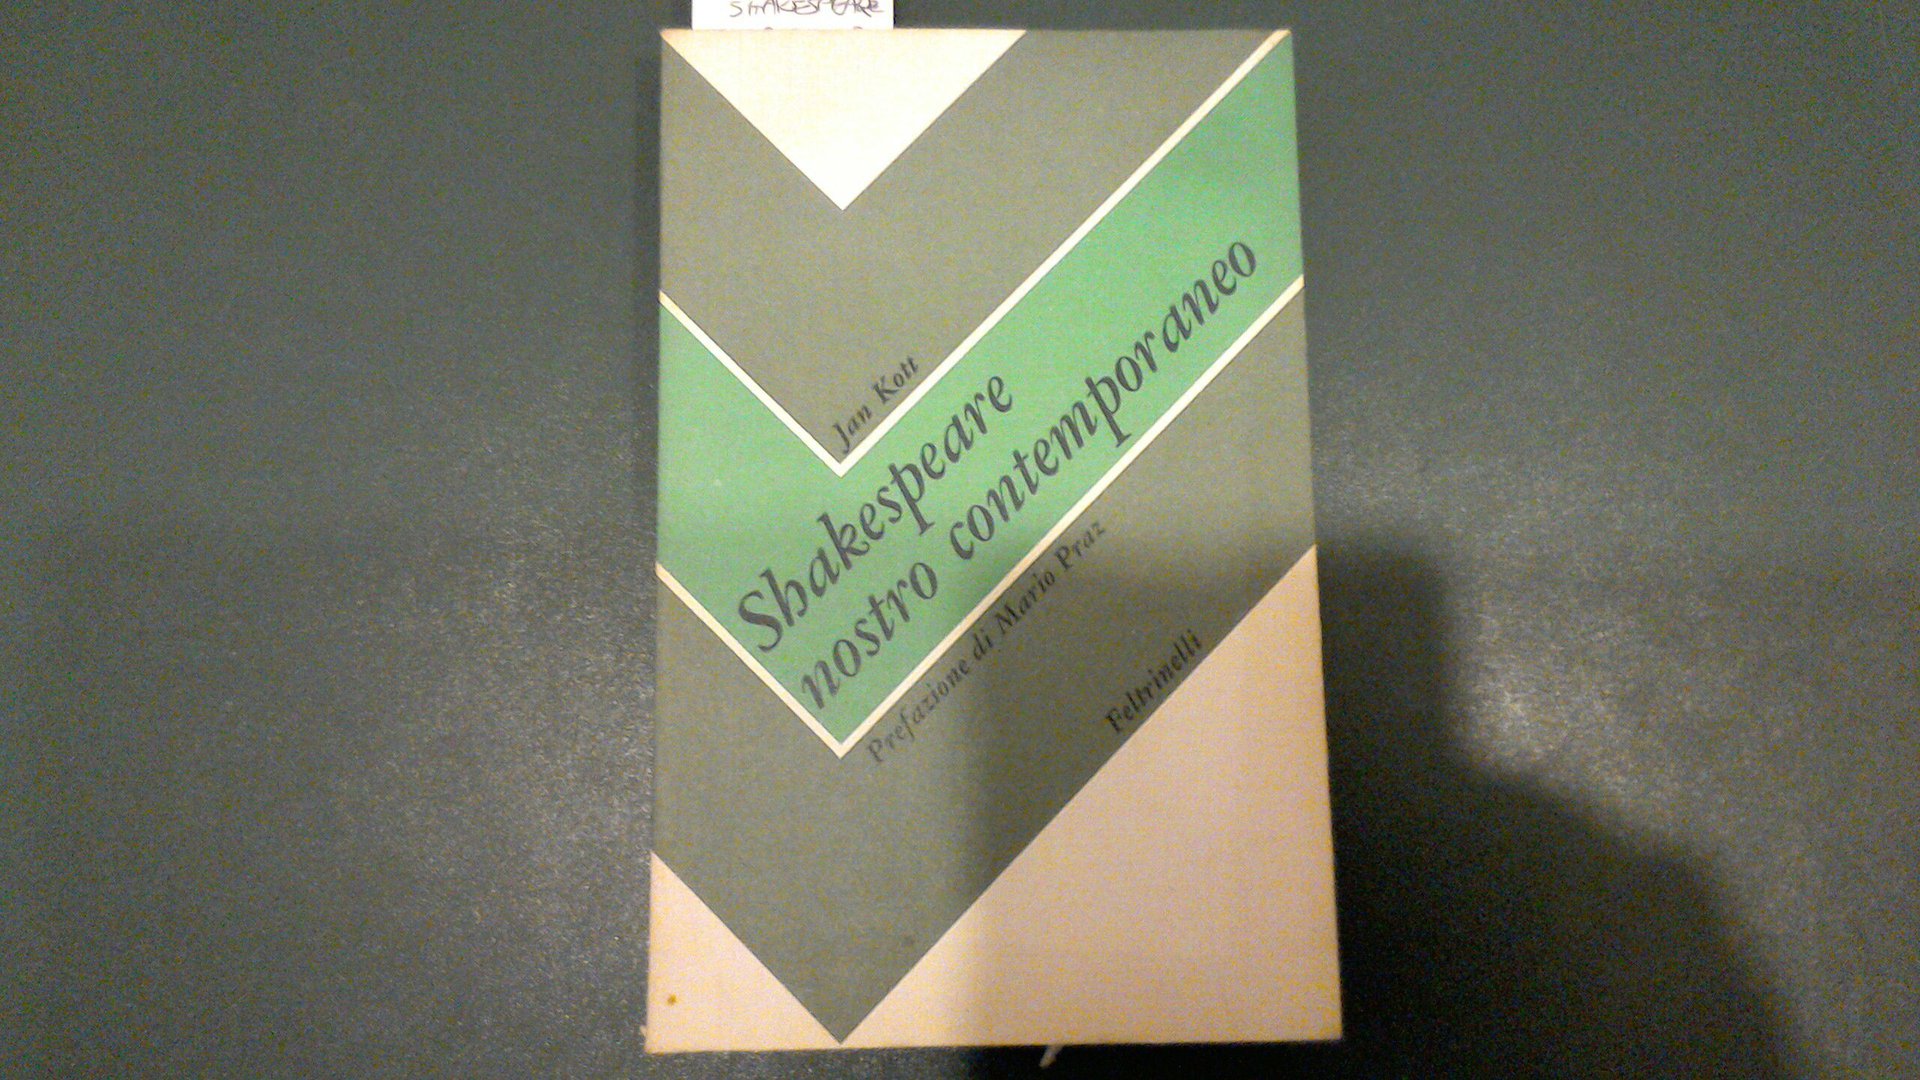 SHAKESPEARE
Jan Kott
Shakespeare
nostro contemporaneo
Prefazione di Mario Praz
Feltrinelli